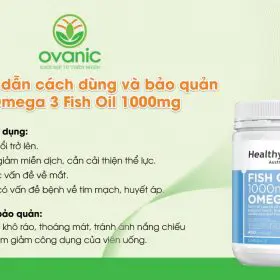 ovanic
dẫn cách dùng và bảo quản
Omega 3 Fish Oil 1000mg
dụng:
ổi trở lên.
giảm miễn dịch, cần cải thiện thể lực.
c vấn đề về mắt.
có vấn đề bệnh về tim mạch, huyết áp.
bảo quản:
khô ráo, thoáng mát, tránh ánh nắng chiếu
m giảm công dụng của viên uống.
Healthy
Aust
FISH O
1000m
OMEG